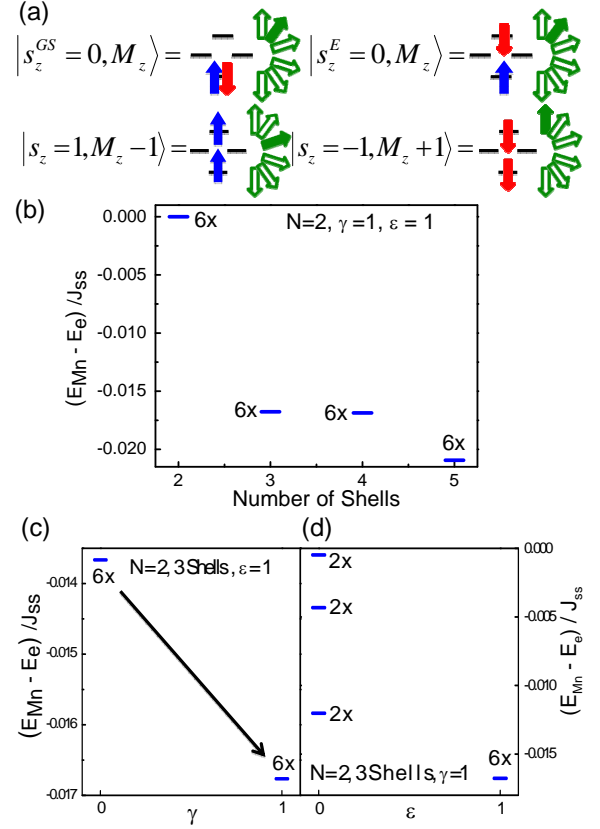 (a)
|s_z^{GS} = 0, M_z⟩ = |s_z^E = 0, M_z⟩ =
|s_z = 1, M_z − 1⟩ = |s_z = −1, M_z + 1⟩ =
(b)
N=2, γ=1, ε = 1
(E_Mn - E_e) / J_ss
0.000
-0.005
-0.010
-0.015
-0.020
6x
6x
6x
6x
2 3 4 5
Number of Shells
(c)
N=2, 3Shells, ε=1
(E_Mn - E_e) / J_ss
-0.014
-0.016
-0.017
6x
6x
0 1
γ
(d)
2x
2x
2x
6x
N=2, 3Shells, γ=1
0.000
-0.005
-0.010
-0.015
(E_Mn - E_e) / J_ss
0 1
ε